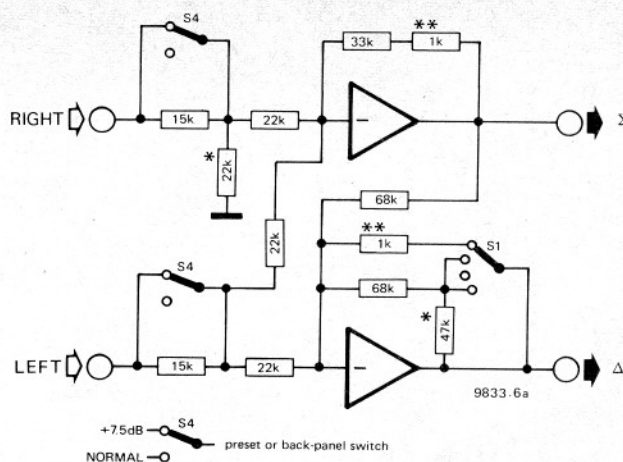 S4
**
33k
1k
RIGHT
15k
22k
Σ
*
22k
68k
22k
**
1k
S1
S4
68k
*
47k
LEFT
15k
22k
Δ
9833.6a
+7.5dB
S4
preset or back-panel switch
NORMAL